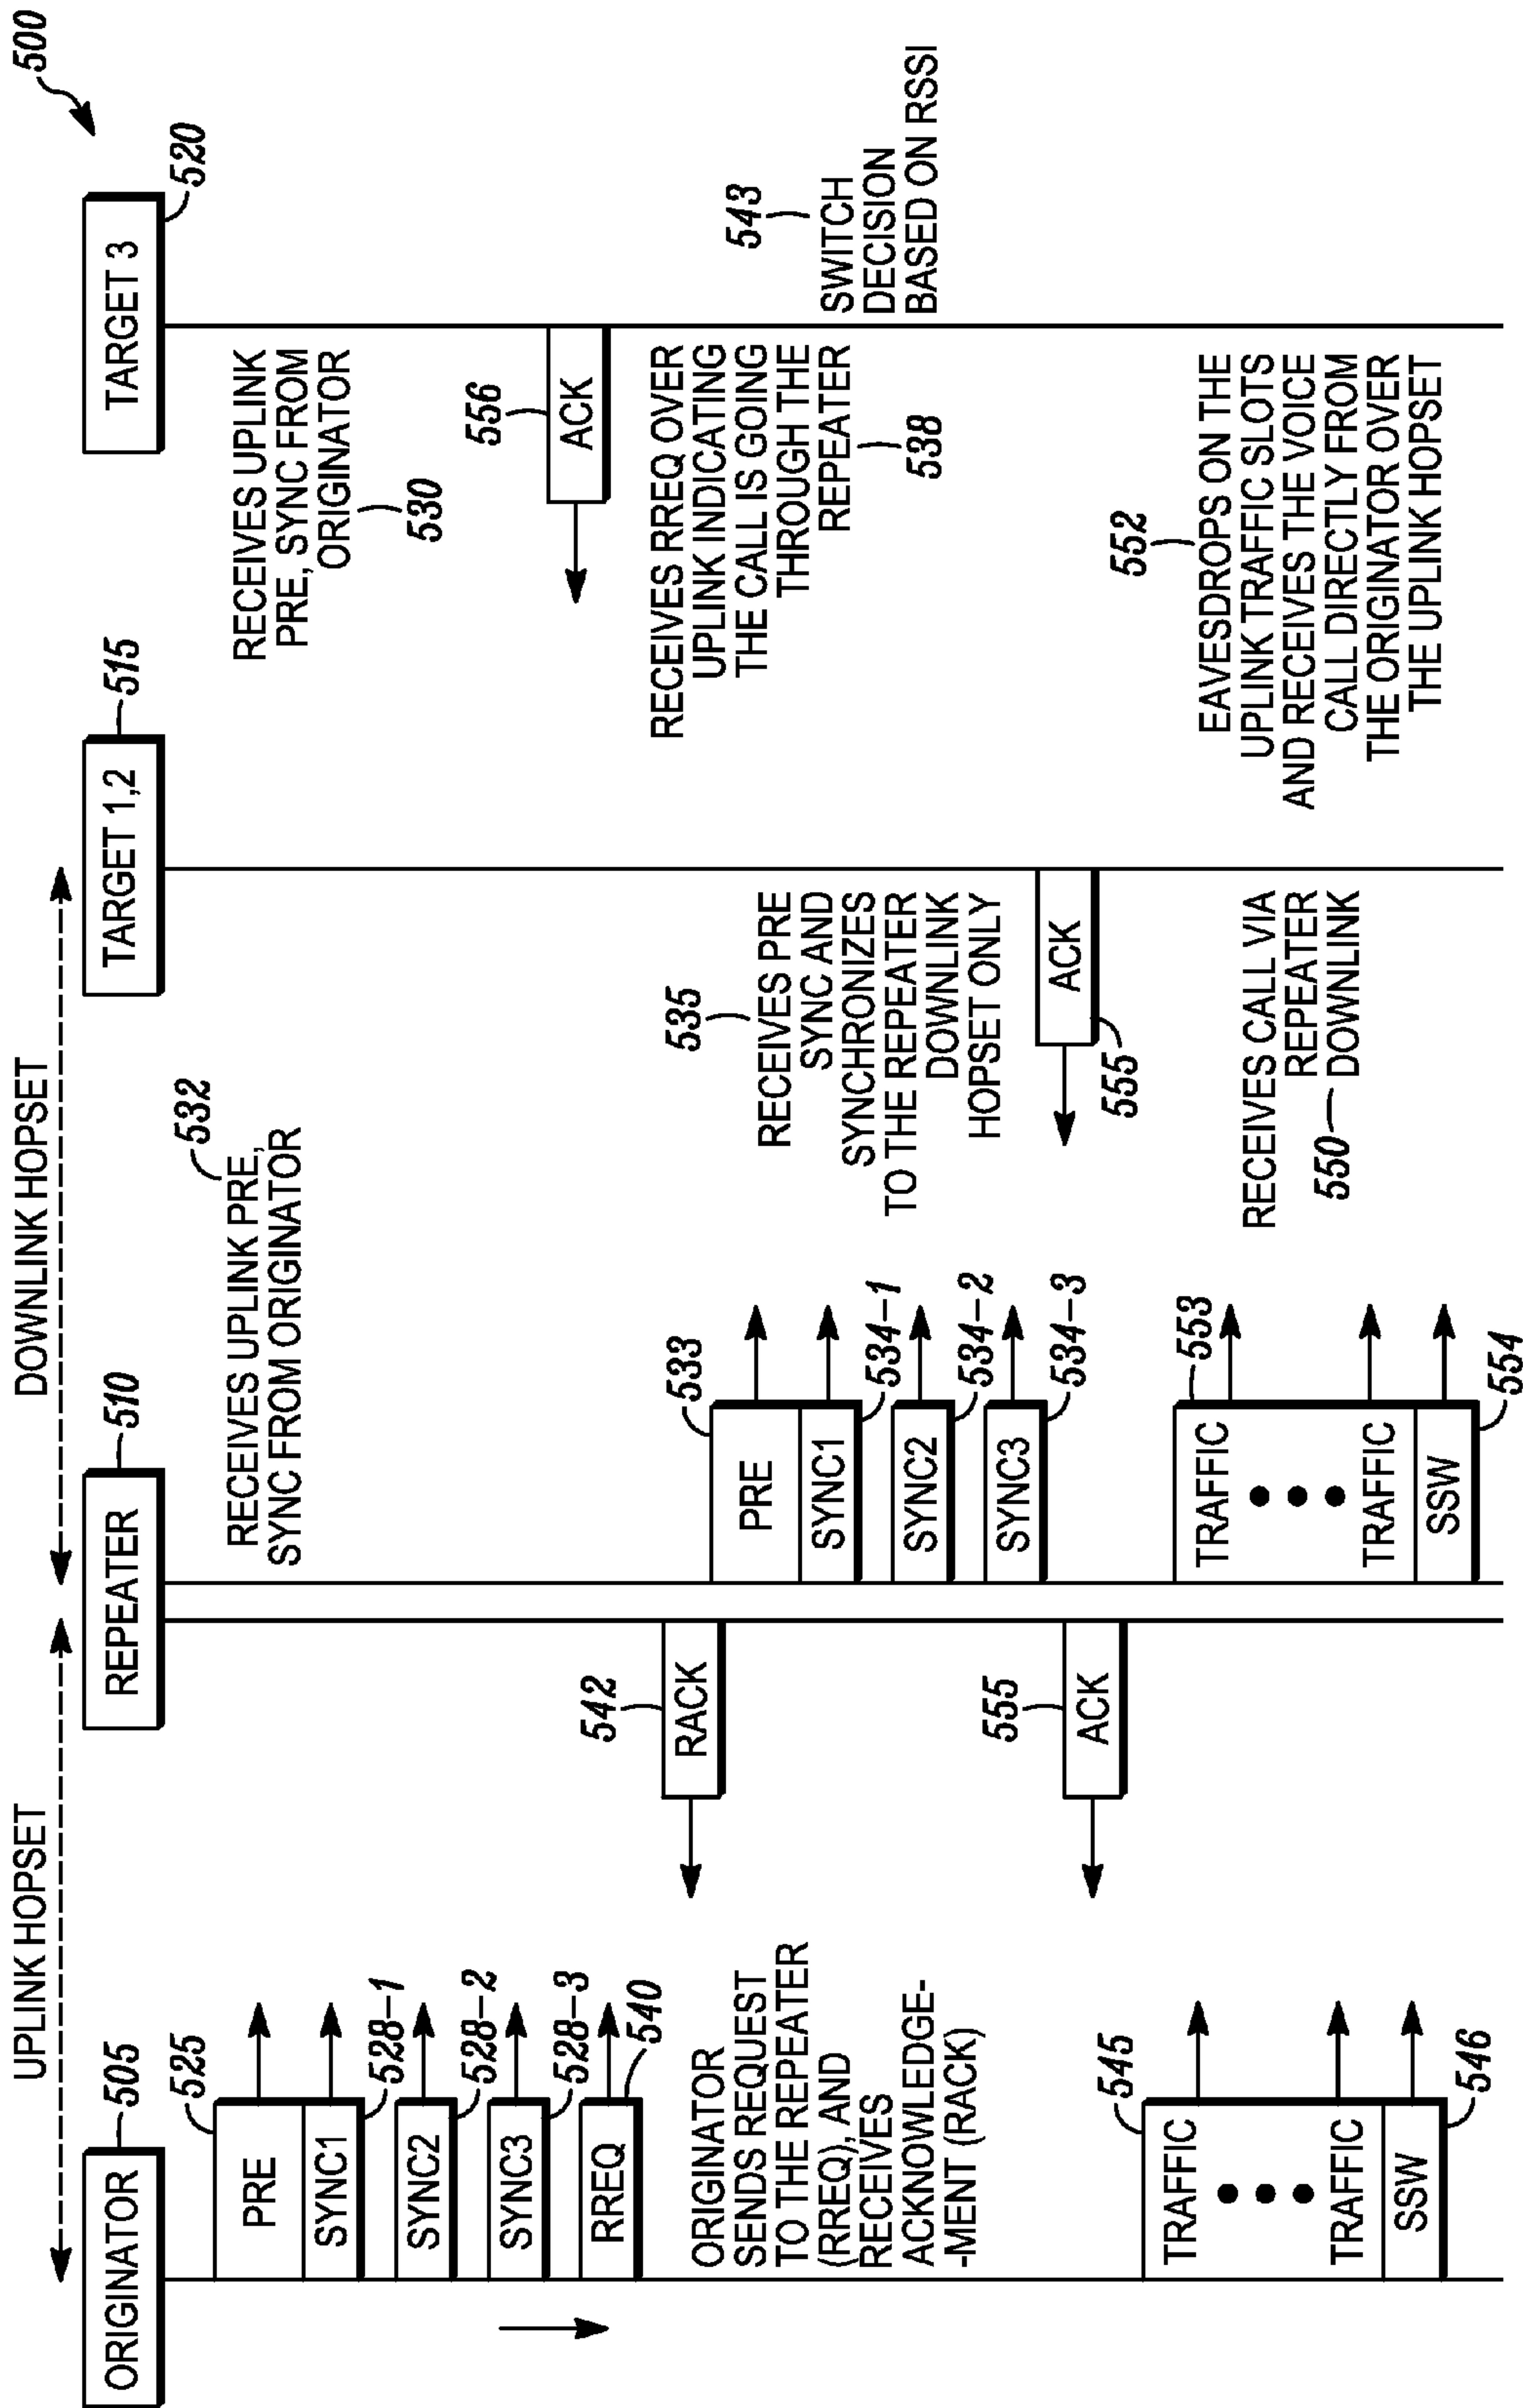 500
UPLINK HOPSET
DOWNLINK HOPSET
ORIGINATOR
505
REPEATER
510
TARGET 1,2
515
TARGET 3
520
525
PRE
SYNC1
528-1
SYNC2
528-2
SYNC3
528-3
RREQ
540
ORIGINATOR
SENDS REQUEST
TO THE REPEATER
(RREQ), AND
RECEIVES
ACKNOWLEDGE-
-MENT (RACK)
545
TRAFFIC
TRAFFIC
SSW
546
532
RECEIVES UPLINK PRE,
SYNC FROM ORIGINATOR
542
RACK
555
ACK
533
PRE
SYNC1
534-1
SYNC2
534-2
SYNC3
534-3
TRAFFIC
553
TRAFFIC
SSW
554
535
RECEIVES PRE
SYNC AND
SYNCHRONIZES
TO THE REPEATER
DOWNLINK
HOPSET ONLY
ACK
555
RECEIVES CALL VIA
REPEATER
DOWNLINK
550
RECEIVES UPLINK
PRE, SYNC FROM
ORIGINATOR
530
556
ACK
RECEIVES RREQ OVER
UPLINK INDICATING
THE CALL IS GOING
THROUGH THE
REPEATER
538
543
SWITCH
DECISION
BASED ON RSSI
552
EAVESDROPS ON THE
UPLINK TRAFFIC SLOTS
AND RECEIVES THE VOICE
CALL DIRECTLY FROM
THE ORIGINATOR OVER
THE UPLINK HOPSET